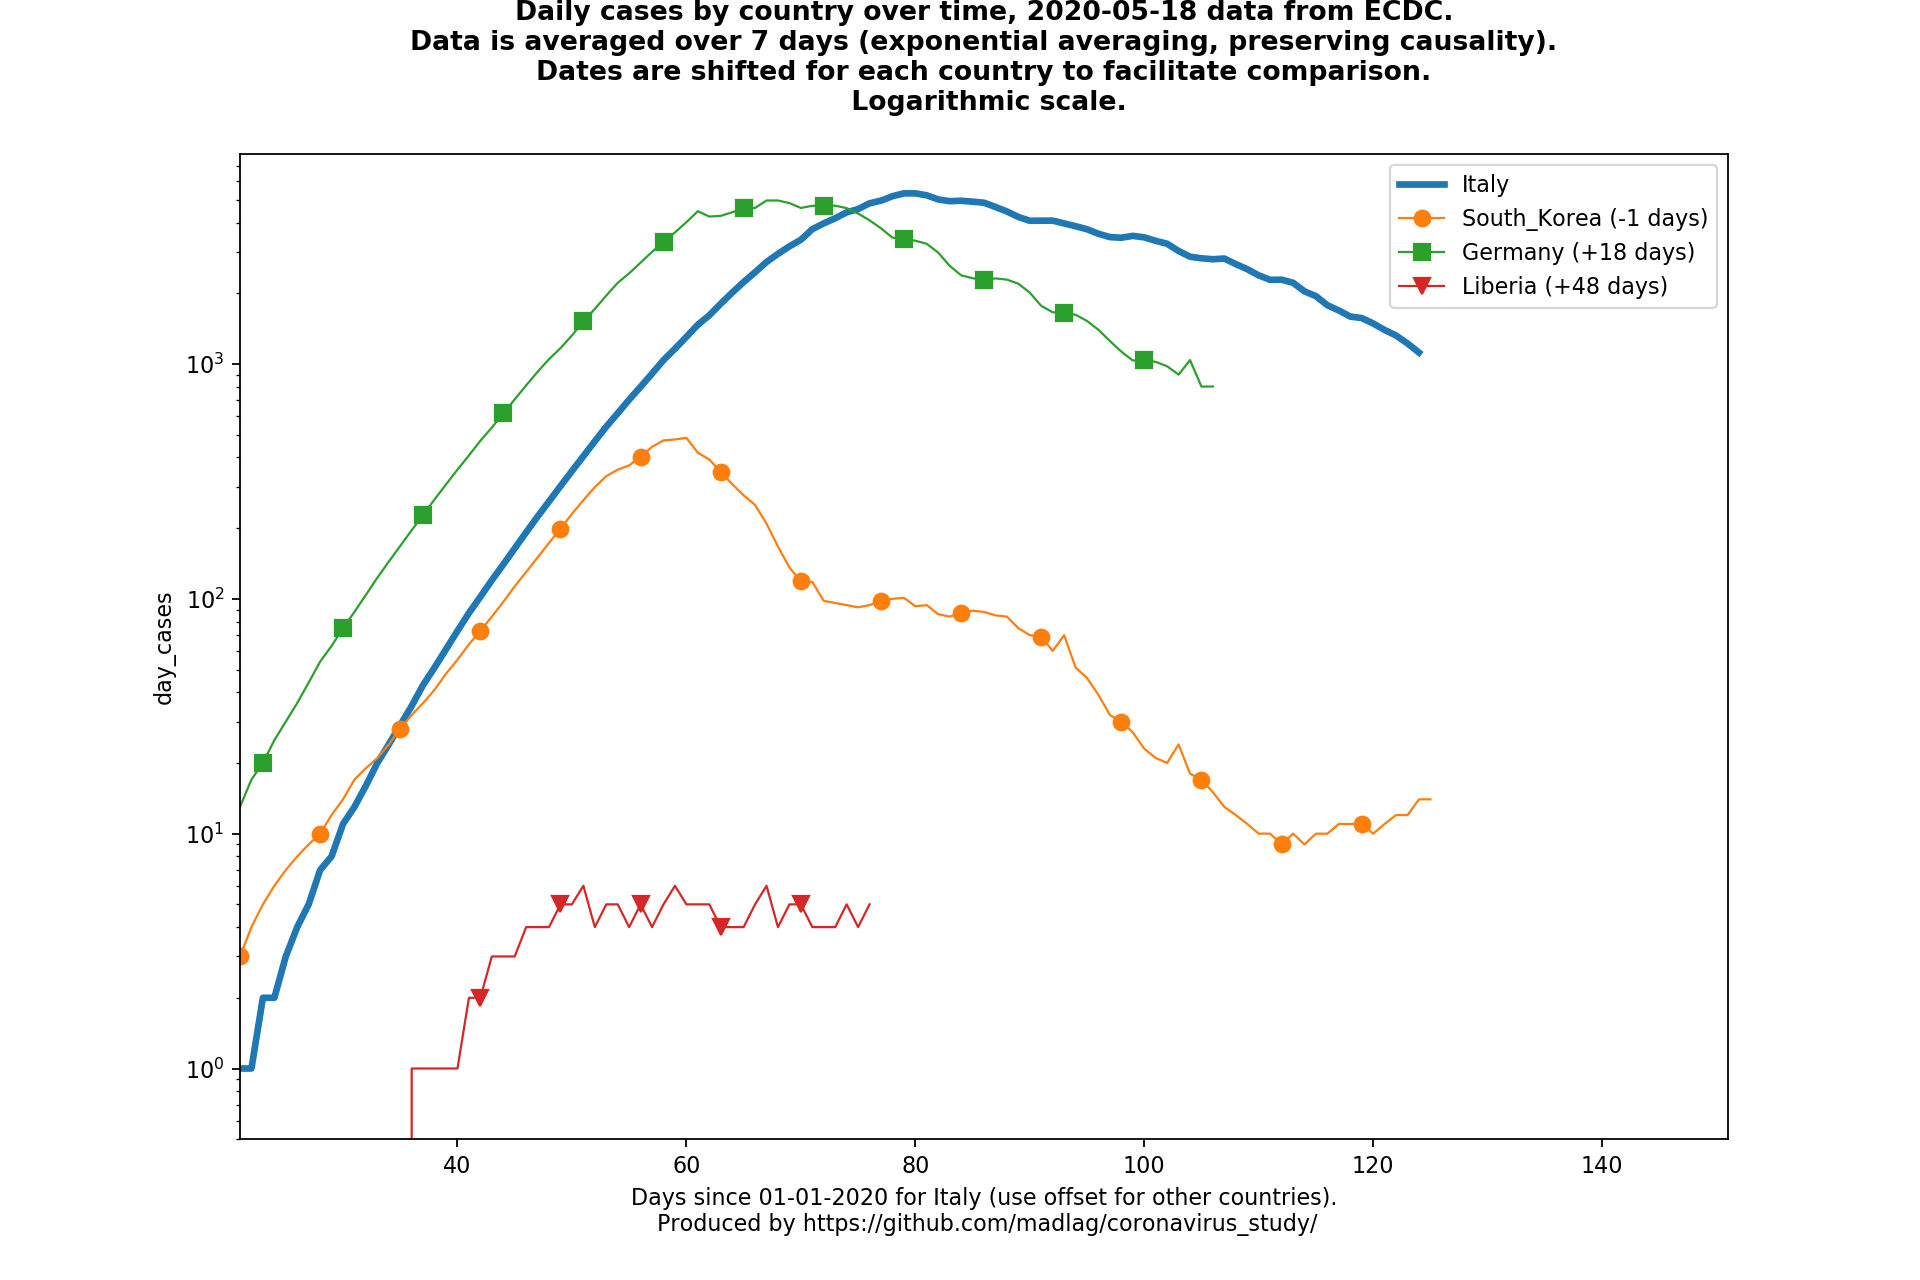 Daily cases by country over time, 2020-05-18 data from ECDC.
Data is averaged over 7 days (exponential averaging, preserving causality).
Dates are shifted for each country to facilitate comparison.
Logarithmic scale.
Italy
South_Korea (-1 days)
Germany (+18 days)
Liberia (+48 days)
10³
10²
10¹
10⁰
day_cases
40 60 80 100 120 140
Days since 01-01-2020 for Italy (use offset for other countries).
Produced by https://github.com/madlag/coronavirus_study/